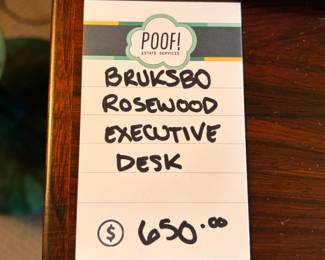 POOF!
ESTATE SERVICES
BRUKSBO
ROSEWOOD
EXECUTIVE
DESK
$ 650.00